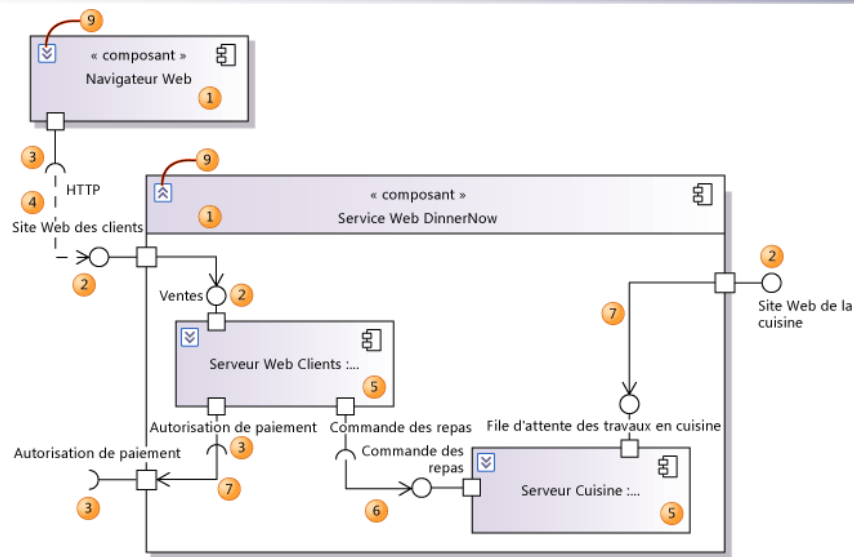 9
« composant »
Navigateur Web
1
3
HTTP
4
9
« composant »
1
Service Web DinnerNow
Site Web des clients
2
2
Ventes
2
Site Web de la
cuisine
7
Serveur Web Clients :...
5
Autorisation de paiement
Commande des repas
File d'attente des travaux en cuisine
3
Autorisation de paiement
Commande des
repas
7
3
6
Serveur Cuisine :...
5